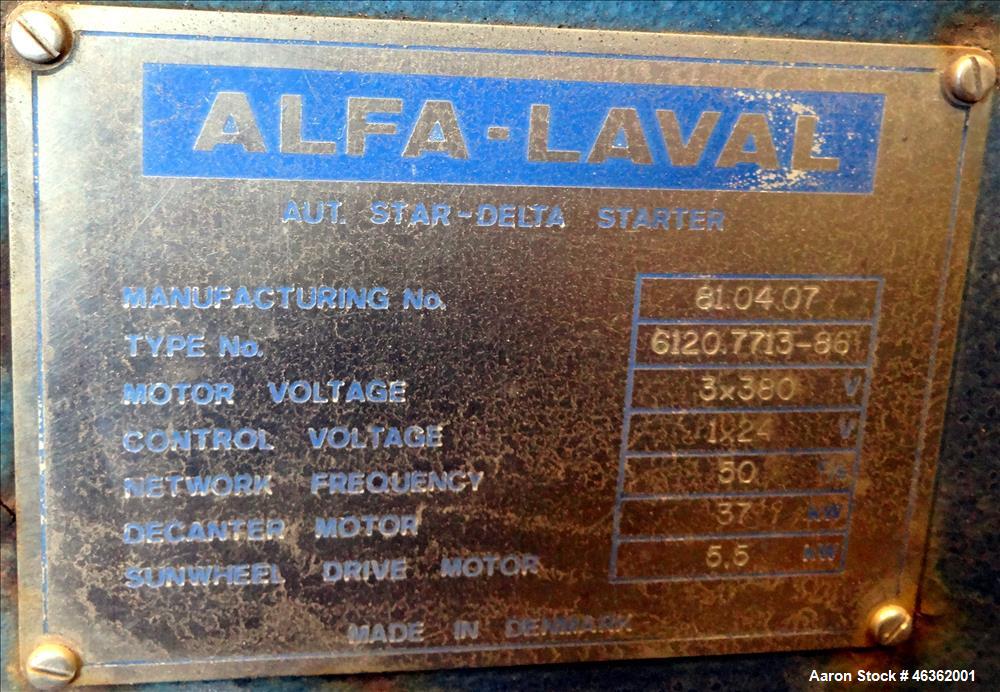 ALFA-LAVAL
AUT. STAR-DELTA STARTER
MANUFACTURING No. 81.04.07
TYPE No. 6120.7713-86
MOTOR VOLTAGE 3x380 V
CONTROL VOLTAGE 1x24 V
NETWORK FREQUENCY 50
DECANTER MOTOR 37 kW
SUNWHEEL DRIVE MOTOR 5,5 kW
MADE IN DENMARK
Aaron Stock # 46362001